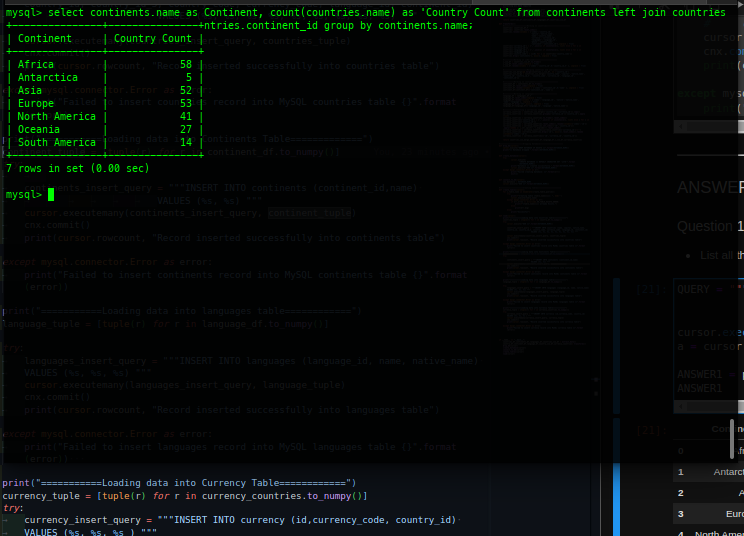 mysql> select continents.name as Continent, count(countries.name) as 'Country Count' from continents left join countries
+---------------+---------------+ntries.continent_id group by continents.name;
| Continent | Country Count |
+---------------+---------------+
| Africa | 58 |
| Antarctica | 5 |
| Asia | 52 |
| Europe | 53 |
| North America | 41 |
| Oceania | 27 |
| South America | 14 |
+---------------+---------------+
7 rows in set (0.00 sec)
mysql>
continents_insert_query = """INSERT INTO continents (continent_id,name)
VALUES (%s, %s) """
cursor.executemany(continents_insert_query, continent_tuple)
cnx.commit()
print(cursor.rowcount, "Record inserted successfully into continents table")
except mysql.connector.Error as error:
print("Failed to insert continents record into MySQL continents table {}".format
(error))
print("===========Loading data into languages table============")
language_tuple = [tuple(r) for r in language_df.to_numpy()]
try:
languages_insert_query = """INSERT INTO languages (language_id, name, native_name)
VALUES (%s, %s, %s) """
cursor.executemany(languages_insert_query, language_tuple)
cnx.commit()
print(cursor.rowcount, "Record inserted successfully into languages table")
except mysql.connector.Error as error:
print("Failed to insert languages record into MySQL languages table {}".format
(error))
print("===========Loading data into Currency Table============")
currency_tuple = [tuple(r) for r in currency_countries.to_numpy()]
try:
currency_insert_query = """INSERT INTO currency (id,currency_code, country_id)
VALUES (%s, %s, %s ) """
ANSWER
Question 1
List all th
[21]:
QUERY = """
cursor.exec
a = cursor
ANSWER1 = p
ANSWER1
[21]:
Con
0
1 Antarct
2 A
3 Euro
4 North Amer